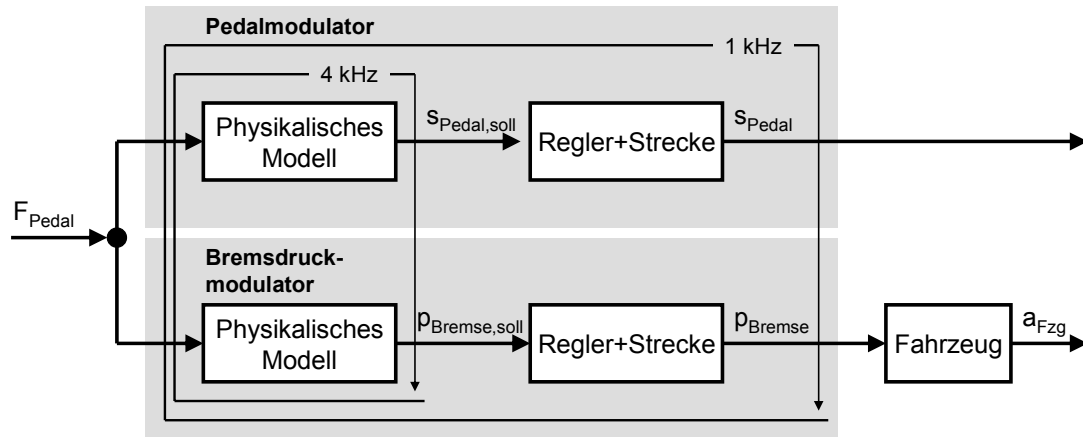 Pedalmodulator
1 kHz
4 kHz
Physikalisches
Modell
sPedal,soll
Regler+Strecke
sPedal
FPedal
Bremsdruck-
modulator
Physikalisches
Modell
pBremse,soll
Regler+Strecke
pBremse
Fahrzeug
aFzg